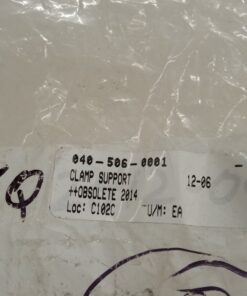 040-506-0001
CLAMP SUPPORT 12-06
++OBSOLETE 2014
Loc: C102C U/M: EA